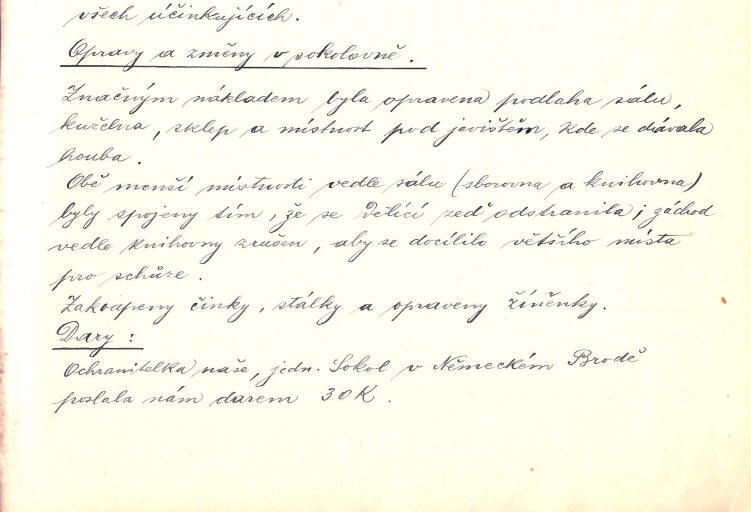 všech účinkujících.
Opravy a změny v sokolovně.
Značným nákladem byla opravena podlaha sálu,
kuželna, sklep a místnost pod jevištěm, kde se dávala
houba.
Obě menší místnosti vedle sálu (sborovna a knihovna)
byly spojeny tím, že se dělící zeď odstranila; záchod
vedle knihovny zrušen, aby se docílilo většího místa
pro schůze.
Zakoupeny činky, stálky a opraveny žíněnky.
Dary:
Ochranitelka naše, jedn. Sokol v Německém Brodě
poslala nám darem 30K.